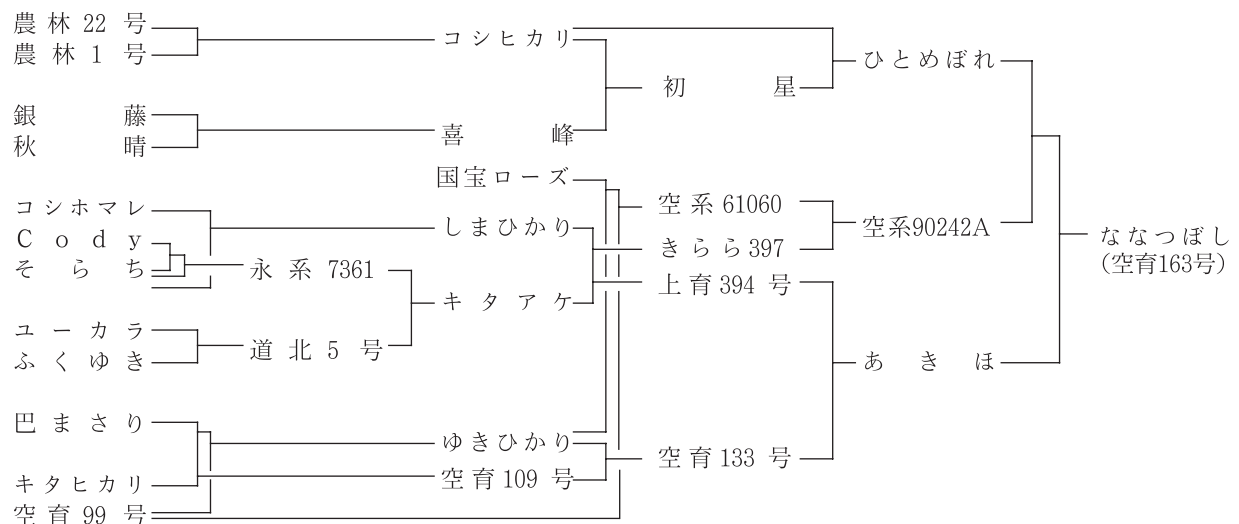 農林22号
農林1号
銀藤
秋晴
コシホマレ
Cody
そらち
ユーカラ
ふくゆき
巴まさり
キタヒカリ
空育99号
永系7361
道北5号
コシヒカリ
喜峰
国宝ローズ
しまひかり
キタアケ
ゆきひかり
空育109号
初星
空系61060
きらら397
上育394号
空育133号
ひとめぼれ
空系90242A
あきほ
ななつぼし
(空育163号)